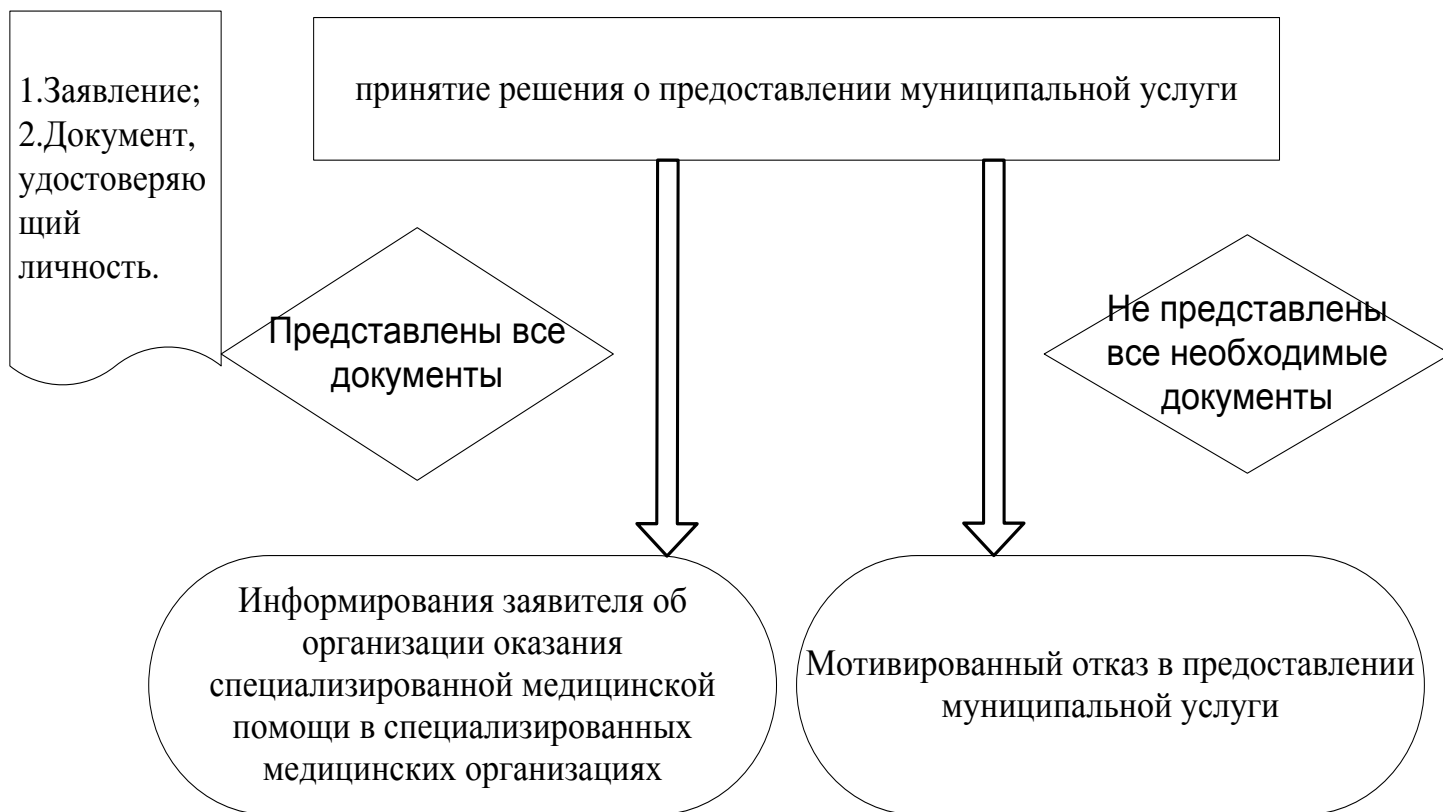 1.Заявление;
2.Документ,
удостоверяю
щий
личность.
принятие решения о предоставлении муниципальной услуги
Представлены все
документы
Не представлены
все необходимые
документы
Информирования заявителя об
организации оказания
специализированной медицинской
помощи в специализированных
медицинских организациях
Мотивированный отказ в предоставлении
муниципальной услуги